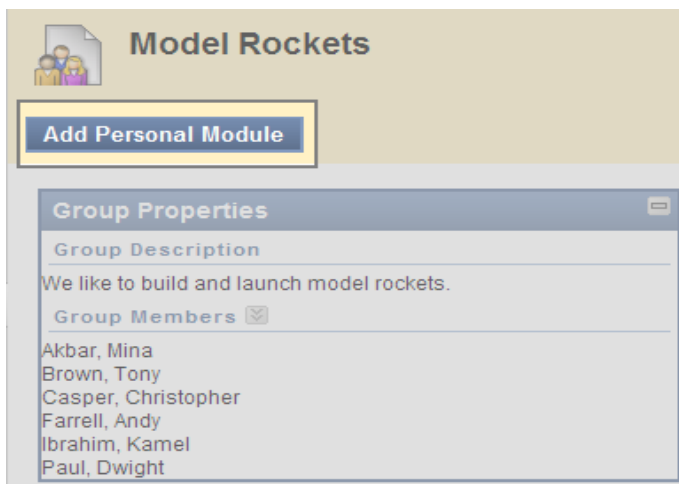 Model Rockets
Add Personal Module
Group Properties
Group Description
We like to build and launch model rockets.
Group Members
Akbar, Mina
Brown, Tony
Casper, Christopher
Farrell, Andy
Ibrahim, Kamel
Paul, Dwight